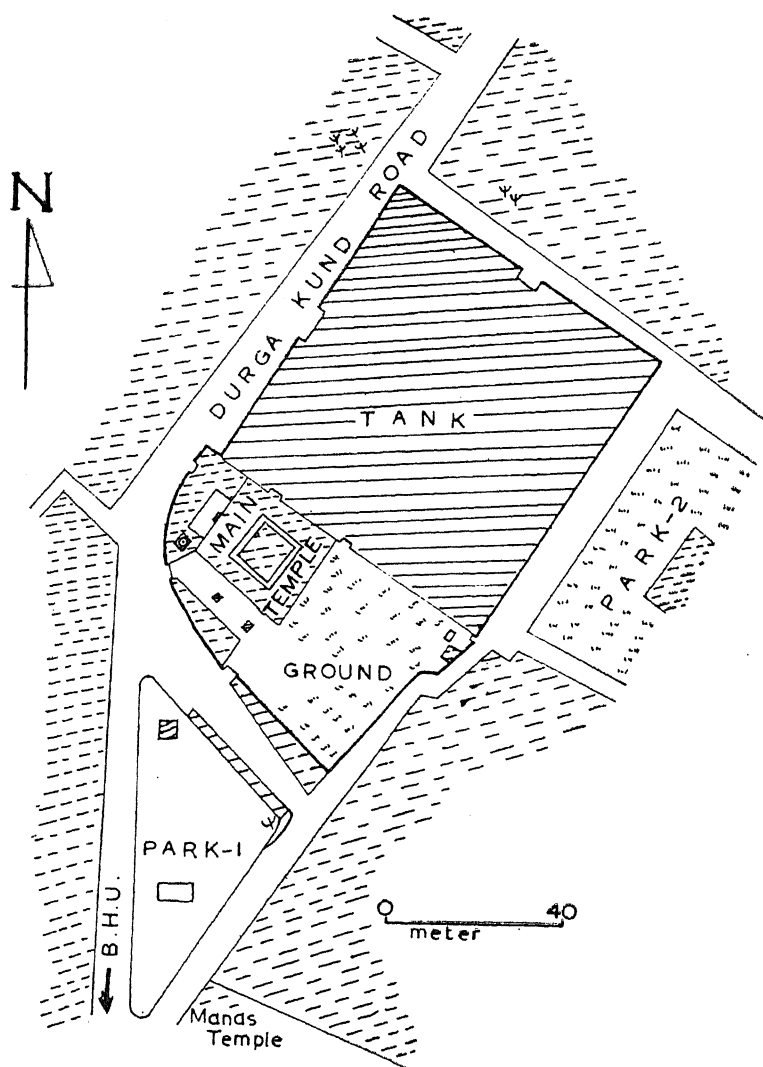 N
DURGA KUND ROAD
TANK
MAIN
TEMPLE
PARK-2
GROUND
PARK-1
B.H.U.
0 40
meter
Manas
Temple